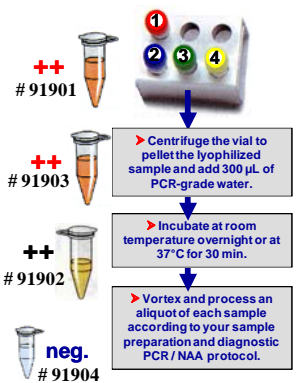 ++
# 91901
1
2
3
4
++
# 91903
➤ Centrifuge the vial to
pellet the lyophilized
sample and add 300 µL of
PCR-grade water.
++
# 91902
➤ Incubate at room
temperature overnight or at
37°C for 30 min.
neg.
# 91904
➤ Vortex and process an
aliquot of each sample
according to your sample
preparation and diagnostic
PCR / NAA protocol.